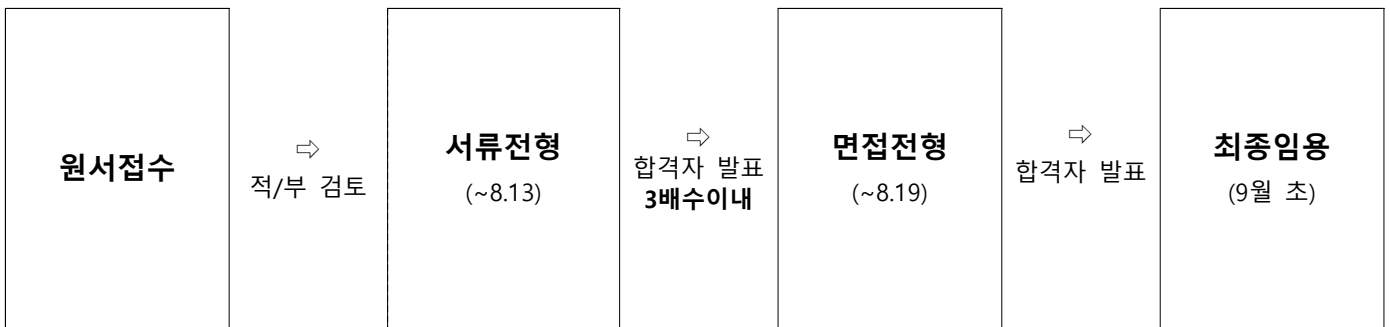 원서접수
⇨
적/부 검토
서류전형
(~8.13)
⇨
합격자 발표
3배수이내
면접전형
(~8.19)
⇨
합격자 발표
최종임용
(9월 초)